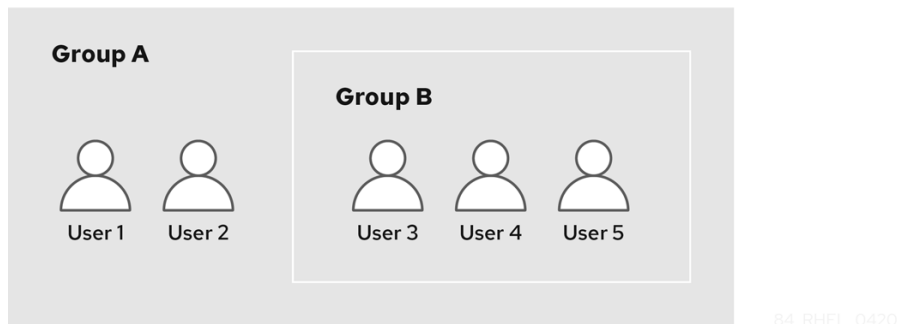 Group A
Group B
User 1
User 2
User 3
User 4
User 5
84_RHEL_0420